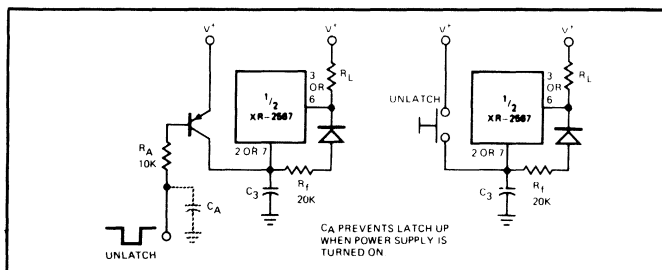 V+
V+
3
OR
6
RL
1/2
XR-2567
2 OR 7
RA
10K
CA
C3
Rf
20K
UNLATCH
V+
V+
UNLATCH
3
OR
6
RL
1/2
XR-2567
2 OR 7
C3
Rf
20K
CA PREVENTS LATCH UP
WHEN POWER SUPPLY IS
TURNED ON